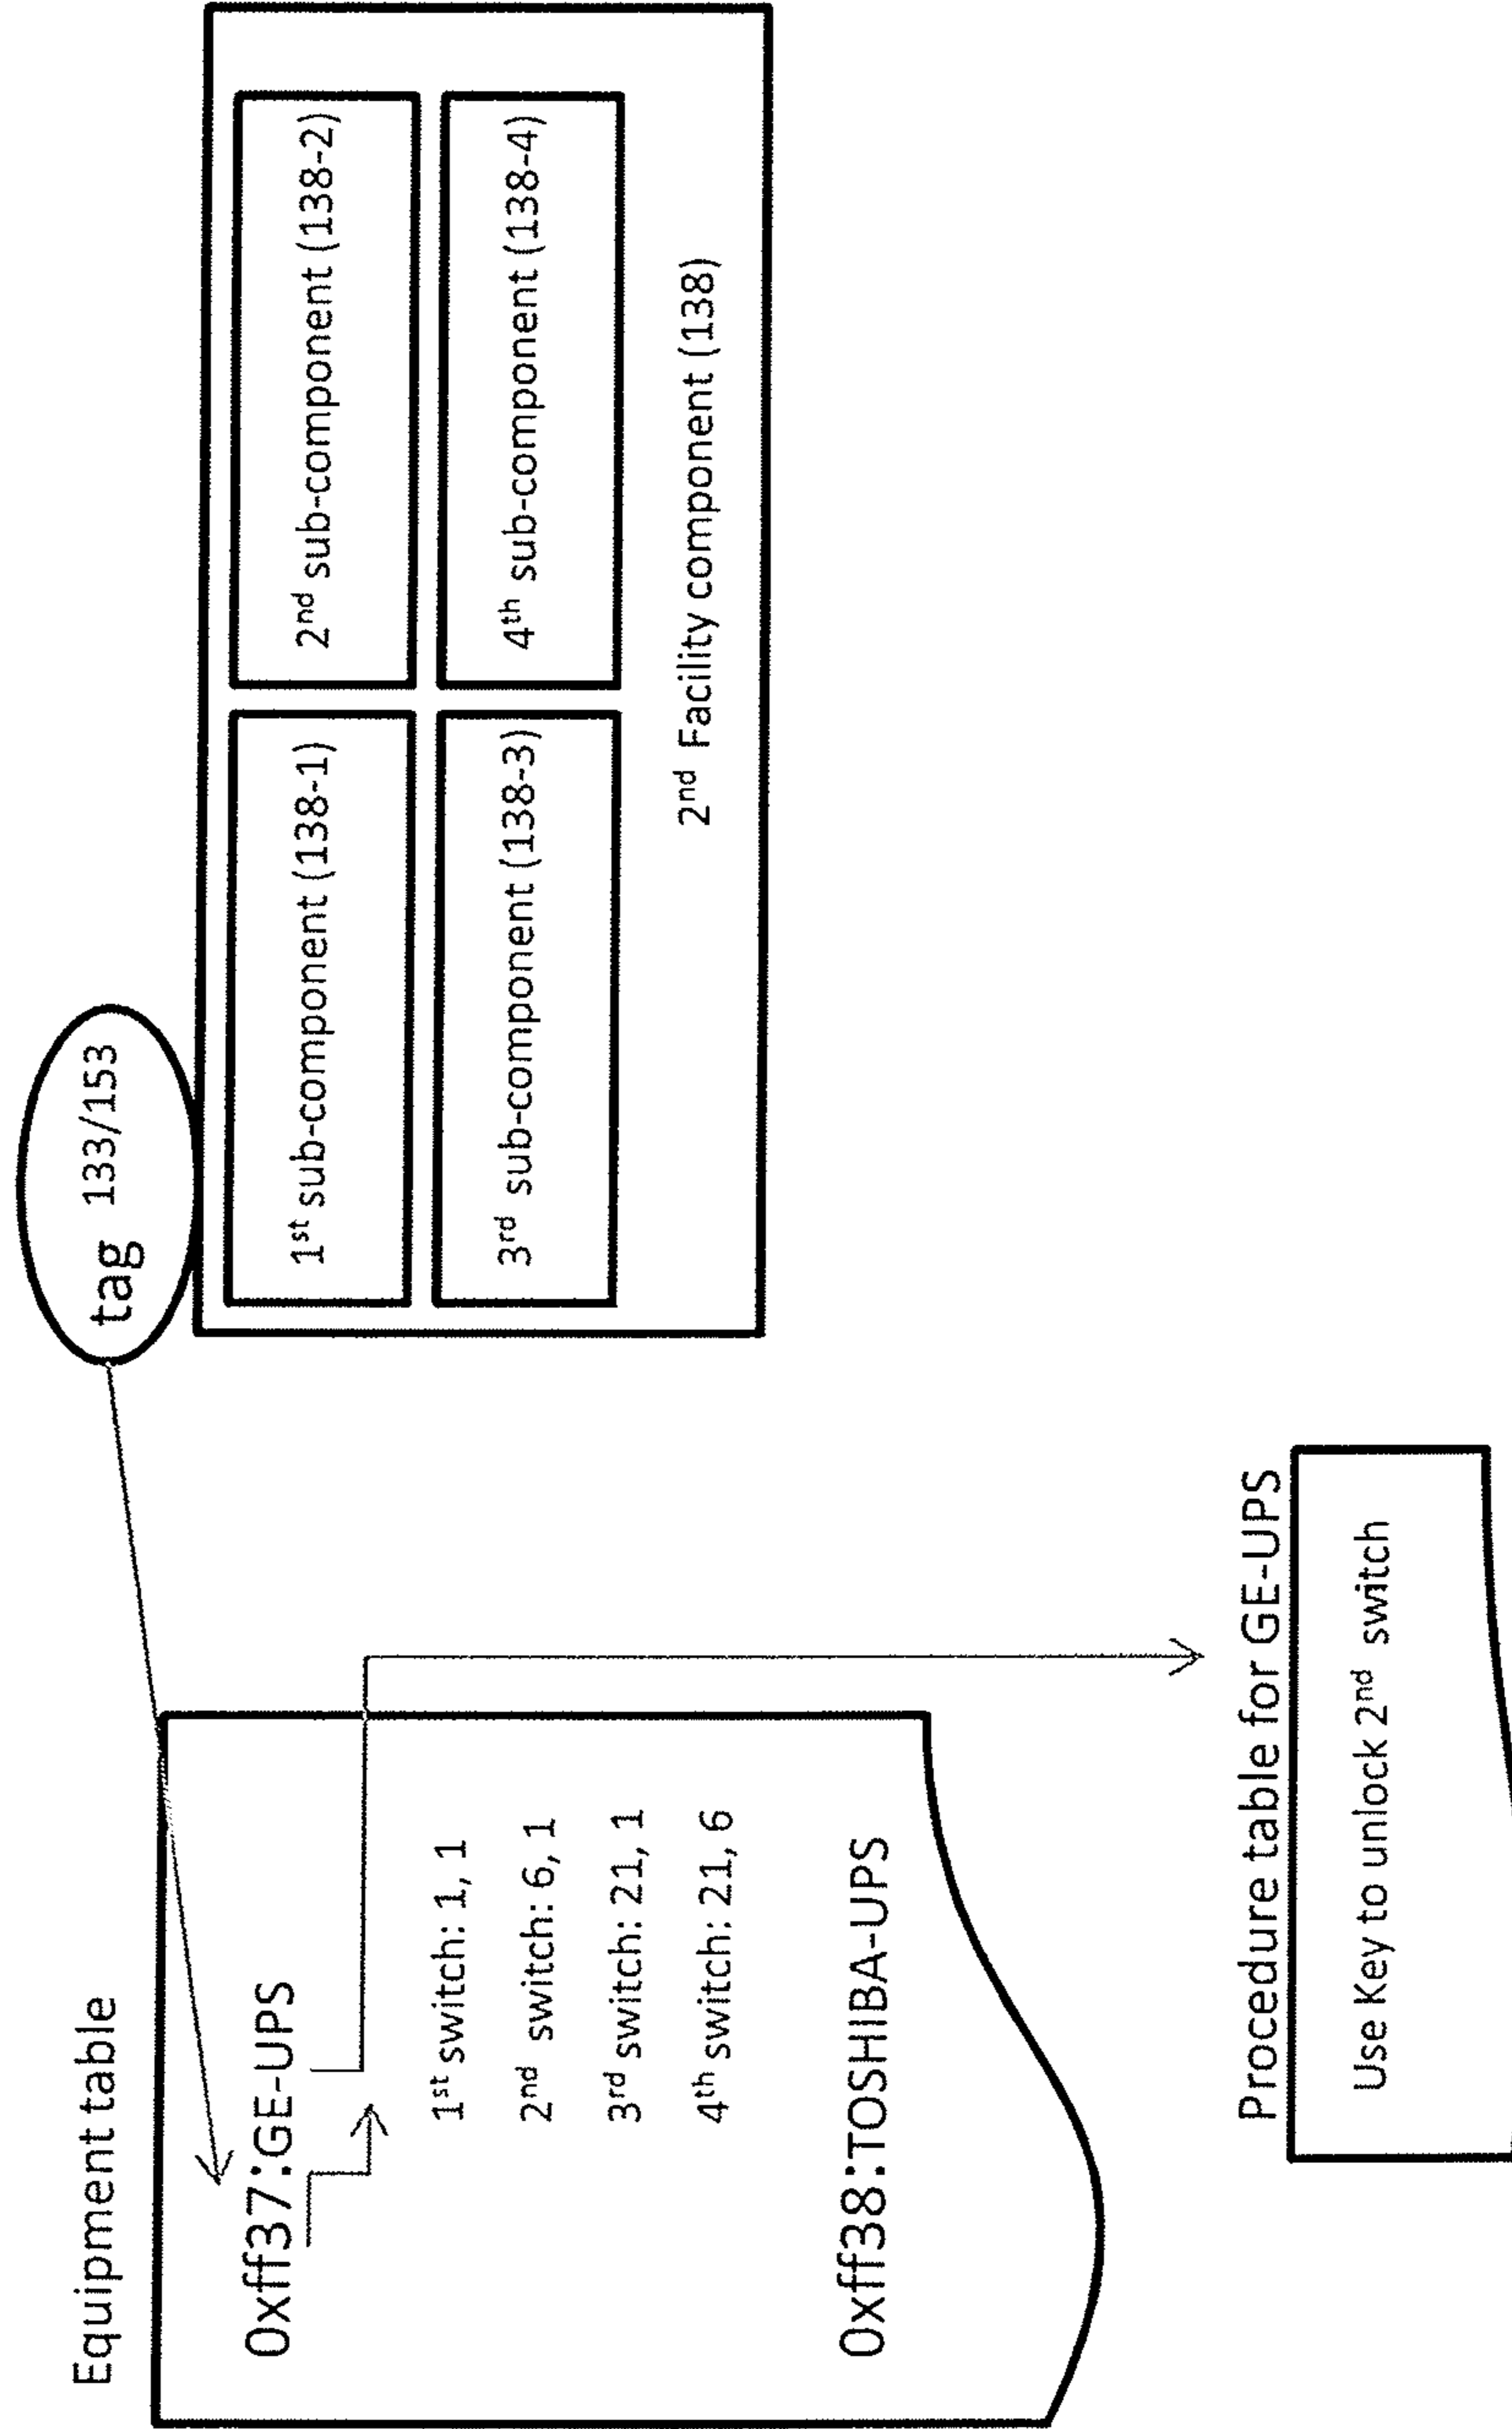 Equipment table
0xff37:GE-UPS
1st switch: 1, 1
2nd switch: 6, 1
3rd switch: 21, 1
4th switch: 21, 6
0xff38:TOSHIBA-UPS
Procedure table for GE-UPS
Use Key to unlock 2nd switch
tag 133/153
1st sub-component (138-1)
2nd sub-component (138-2)
3rd sub-component (138-3)
4th sub-component (138-4)
2nd Facility component (138)